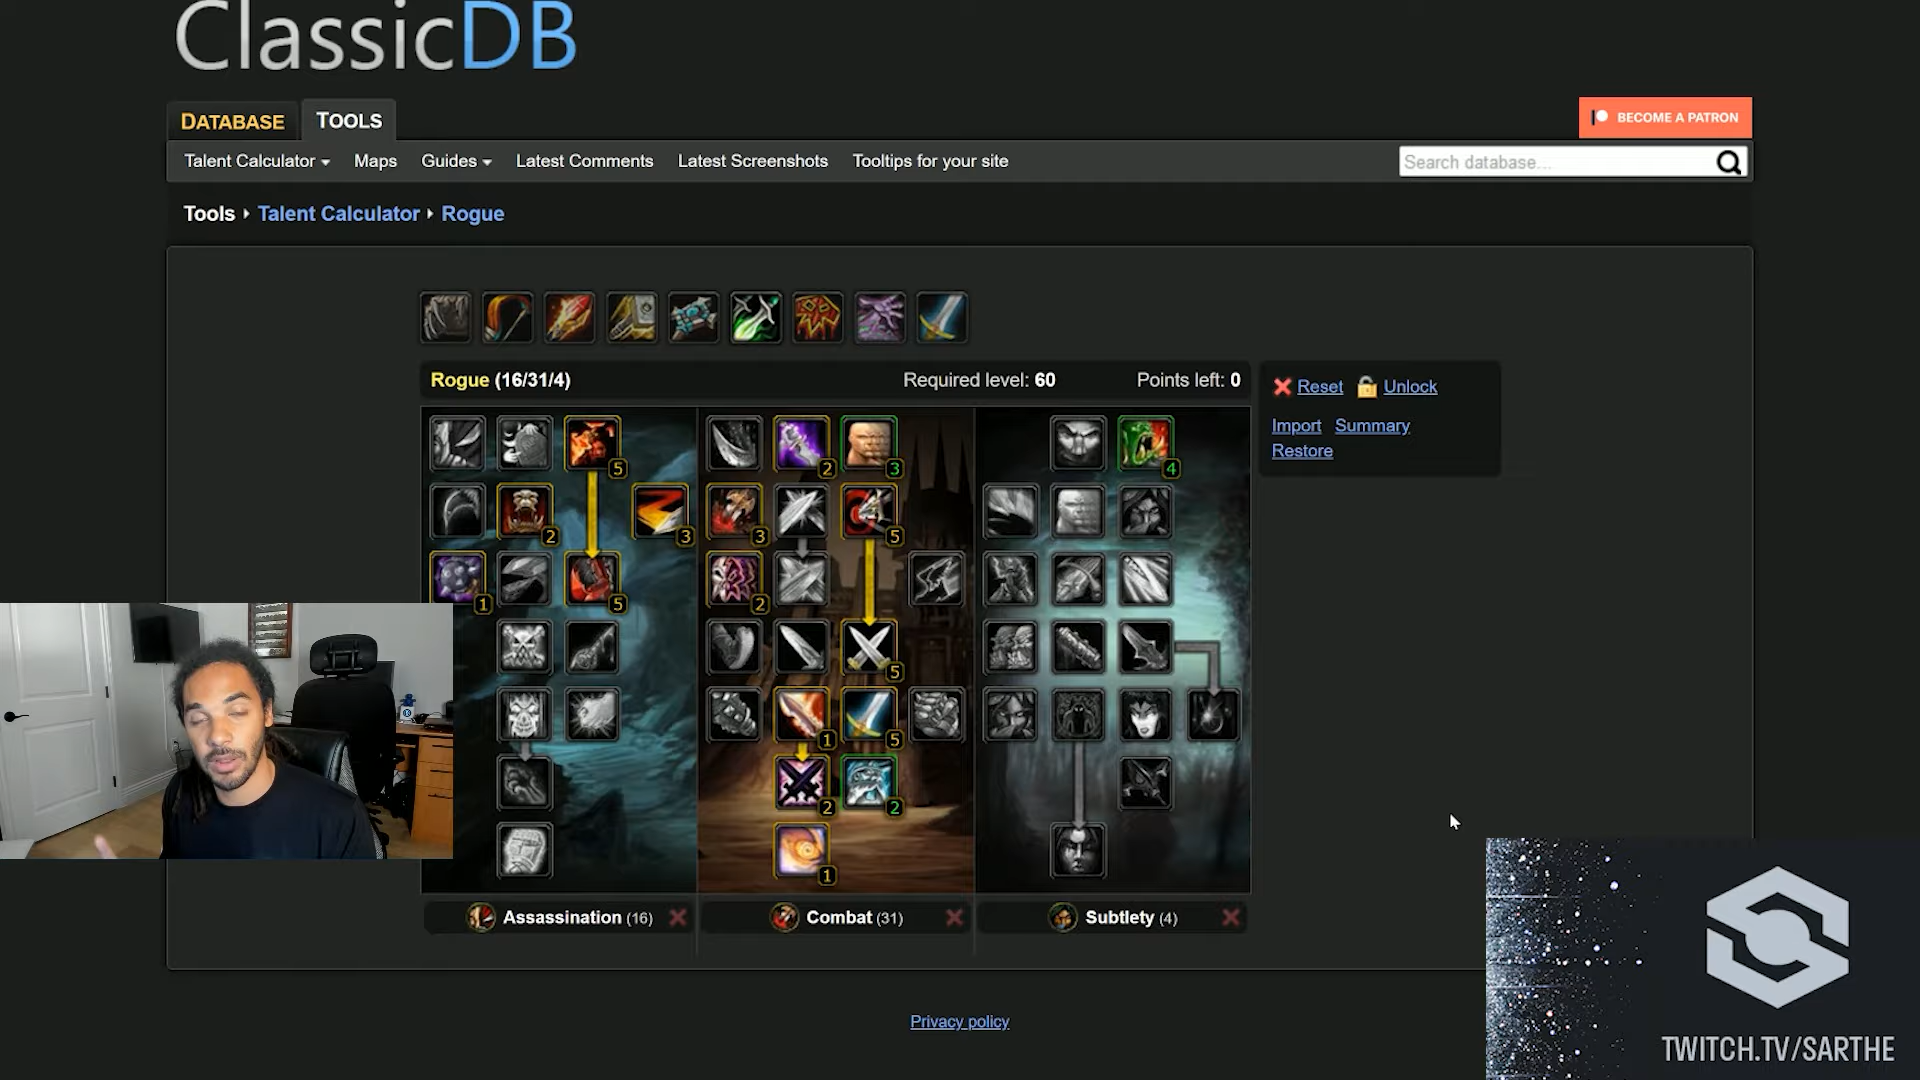 ClassicDB
DATABASE TOOLS
BECOME A PATRON
Talent Calculator Maps Guides Latest Comments Latest Screenshots Tooltips for your site
Search database...
Tools Talent Calculator Rogue
Rogue (16/31/4) Required level: 60 Points left: 0
Reset Unlock
Import Summary
Restore
5 2 3 4
2 3 3 5
1 5 2
5
1 5
2 2
1
Assassination (16) Combat (31) Subtlety (4)
Privacy policy
TWITCH.TV/SARTHE